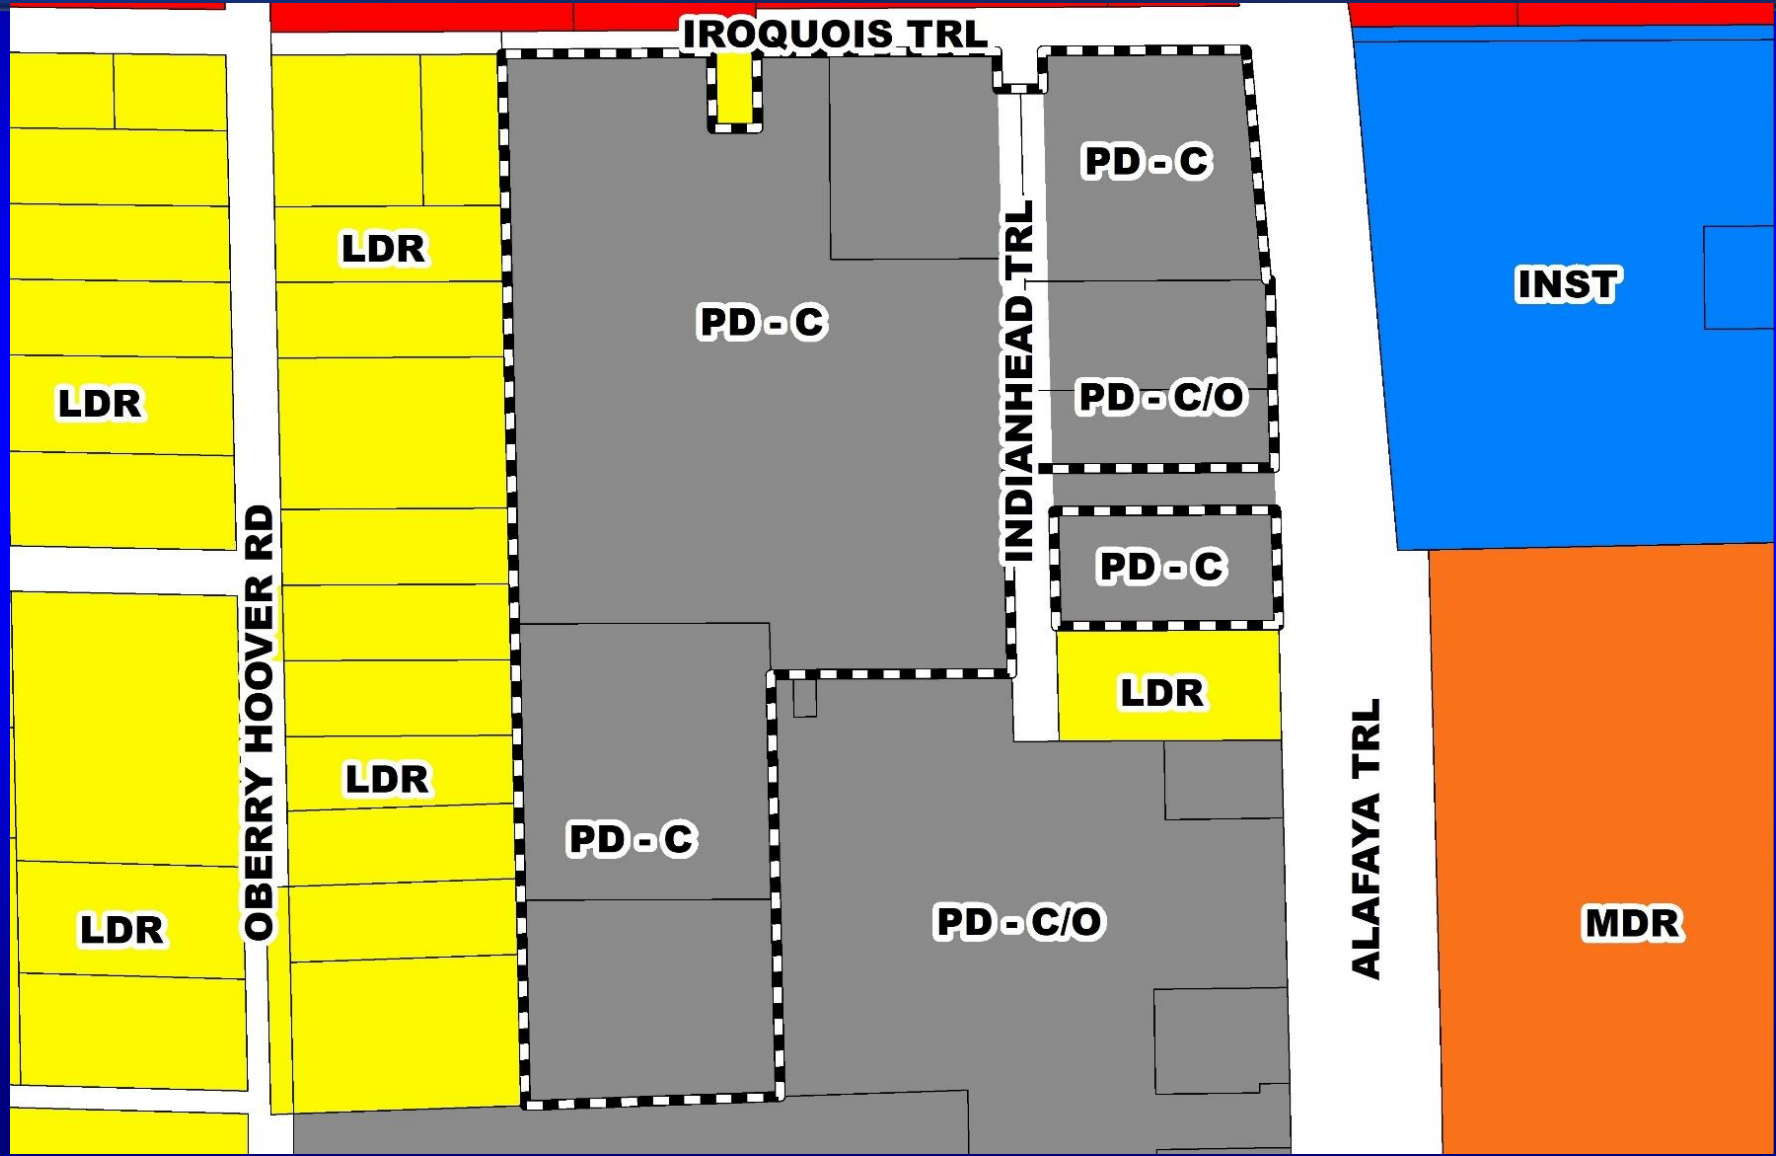 IROQUOIS TRL
PD - C
LDR
INST
PD - C
INDIANHEAD TRL
PD - C/O
LDR
PD - C
OBERRY HOOVER RD
LDR
LDR
ALAFAYA TRL
PD - C
PD - C/O
MDR
LDR